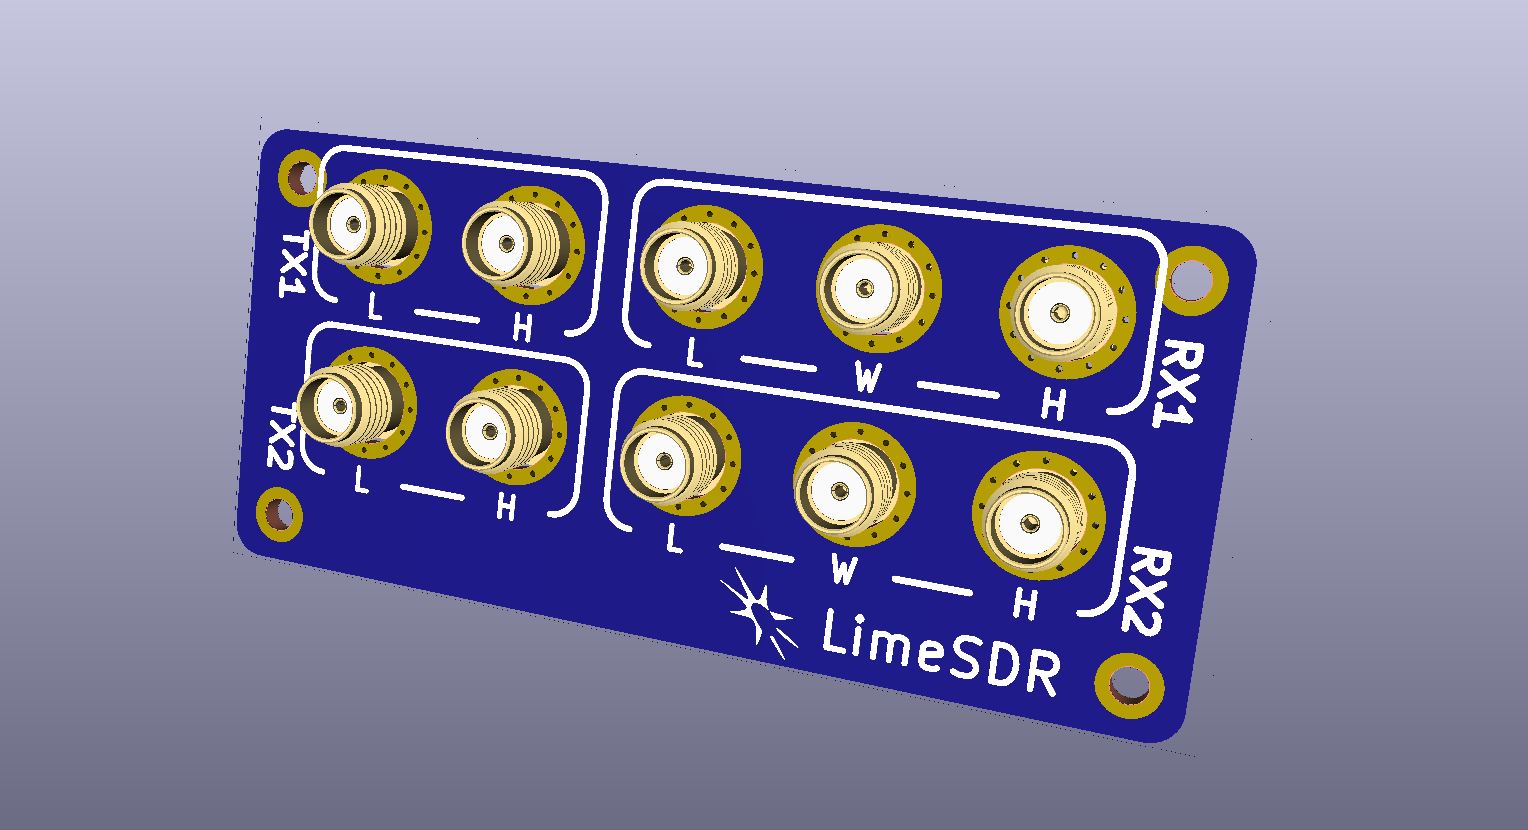 TX1
L — H
L — W — H
RX1
TX2
L — H
L — W — H
RX2
LimeSDR